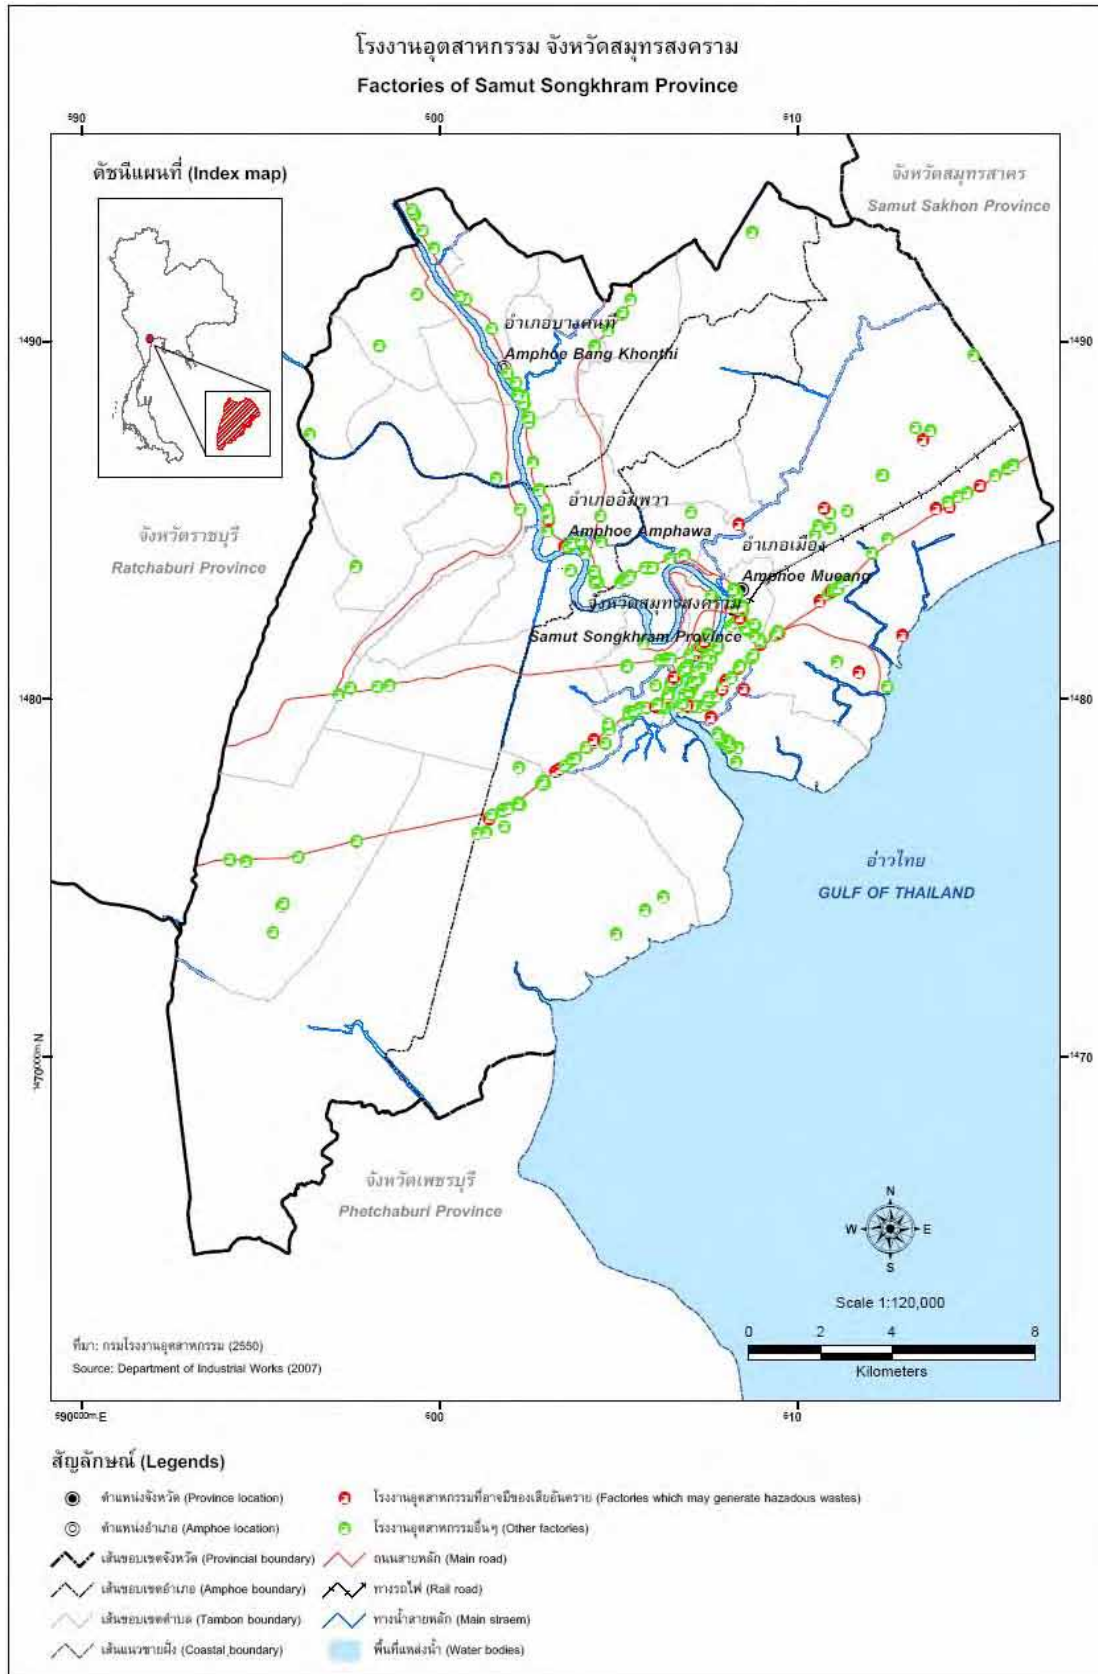 โรงงานอุตสาหกรรม จังหวัดสมุทรสงคราม
Factories of Samut Songkhram Province
⁵90 ⁶00 ⁶10
ดัชนีแผนที่ (Index map)
จังหวัดสมุทรสาคร
Samut Sakhon Province
อำเภอบางคนที
Amphoe Bang Khonthi
¹⁴90 ¹⁴90
อำเภออัมพวา
Amphoe Amphawa
จังหวัดราชบุรี
Ratchaburi Province
อำเภอเมือง
Amphoe Mueang
จังหวัดสมุทรสงคราม
Samut Songkhram Province
¹⁴80 ¹⁴80
อ่าวไทย
GULF OF THAILAND
¹⁴70⁰⁰⁰m.N ¹⁴70
จังหวัดเพชรบุรี
Phetchaburi Province
N
W E
S
Scale 1:120,000
0 2 4 8
Kilometers
ที่มา: กรมโรงงานอุตสาหกรรม (2550)
Source: Department of Industrial Works (2007)
⁵90⁰⁰⁰m.E ⁶00 ⁶10
สัญลักษณ์ (Legends)
ตำแหน่งจังหวัด (Province location)
โรงงานอุตสาหกรรมที่อาจมีของเสียอันตราย (Factories which may generate hazadous wastes)
ตำแหน่งอำเภอ (Amphoe location)
โรงงานอุตสาหกรรมอื่นๆ (Other factories)
เส้นขอบเขตจังหวัด (Provincial boundary)
ถนนสายหลัก (Main road)
เส้นขอบเขตอำเภอ (Amphoe boundary)
ทางรถไฟ (Rail road)
เส้นขอบเขตตำบล (Tambon boundary)
ทางน้ำสายหลัก (Main straem)
เส้นแนวชายฝั่ง (Coastal boundary)
พื้นที่แหล่งน้ำ (Water bodies)